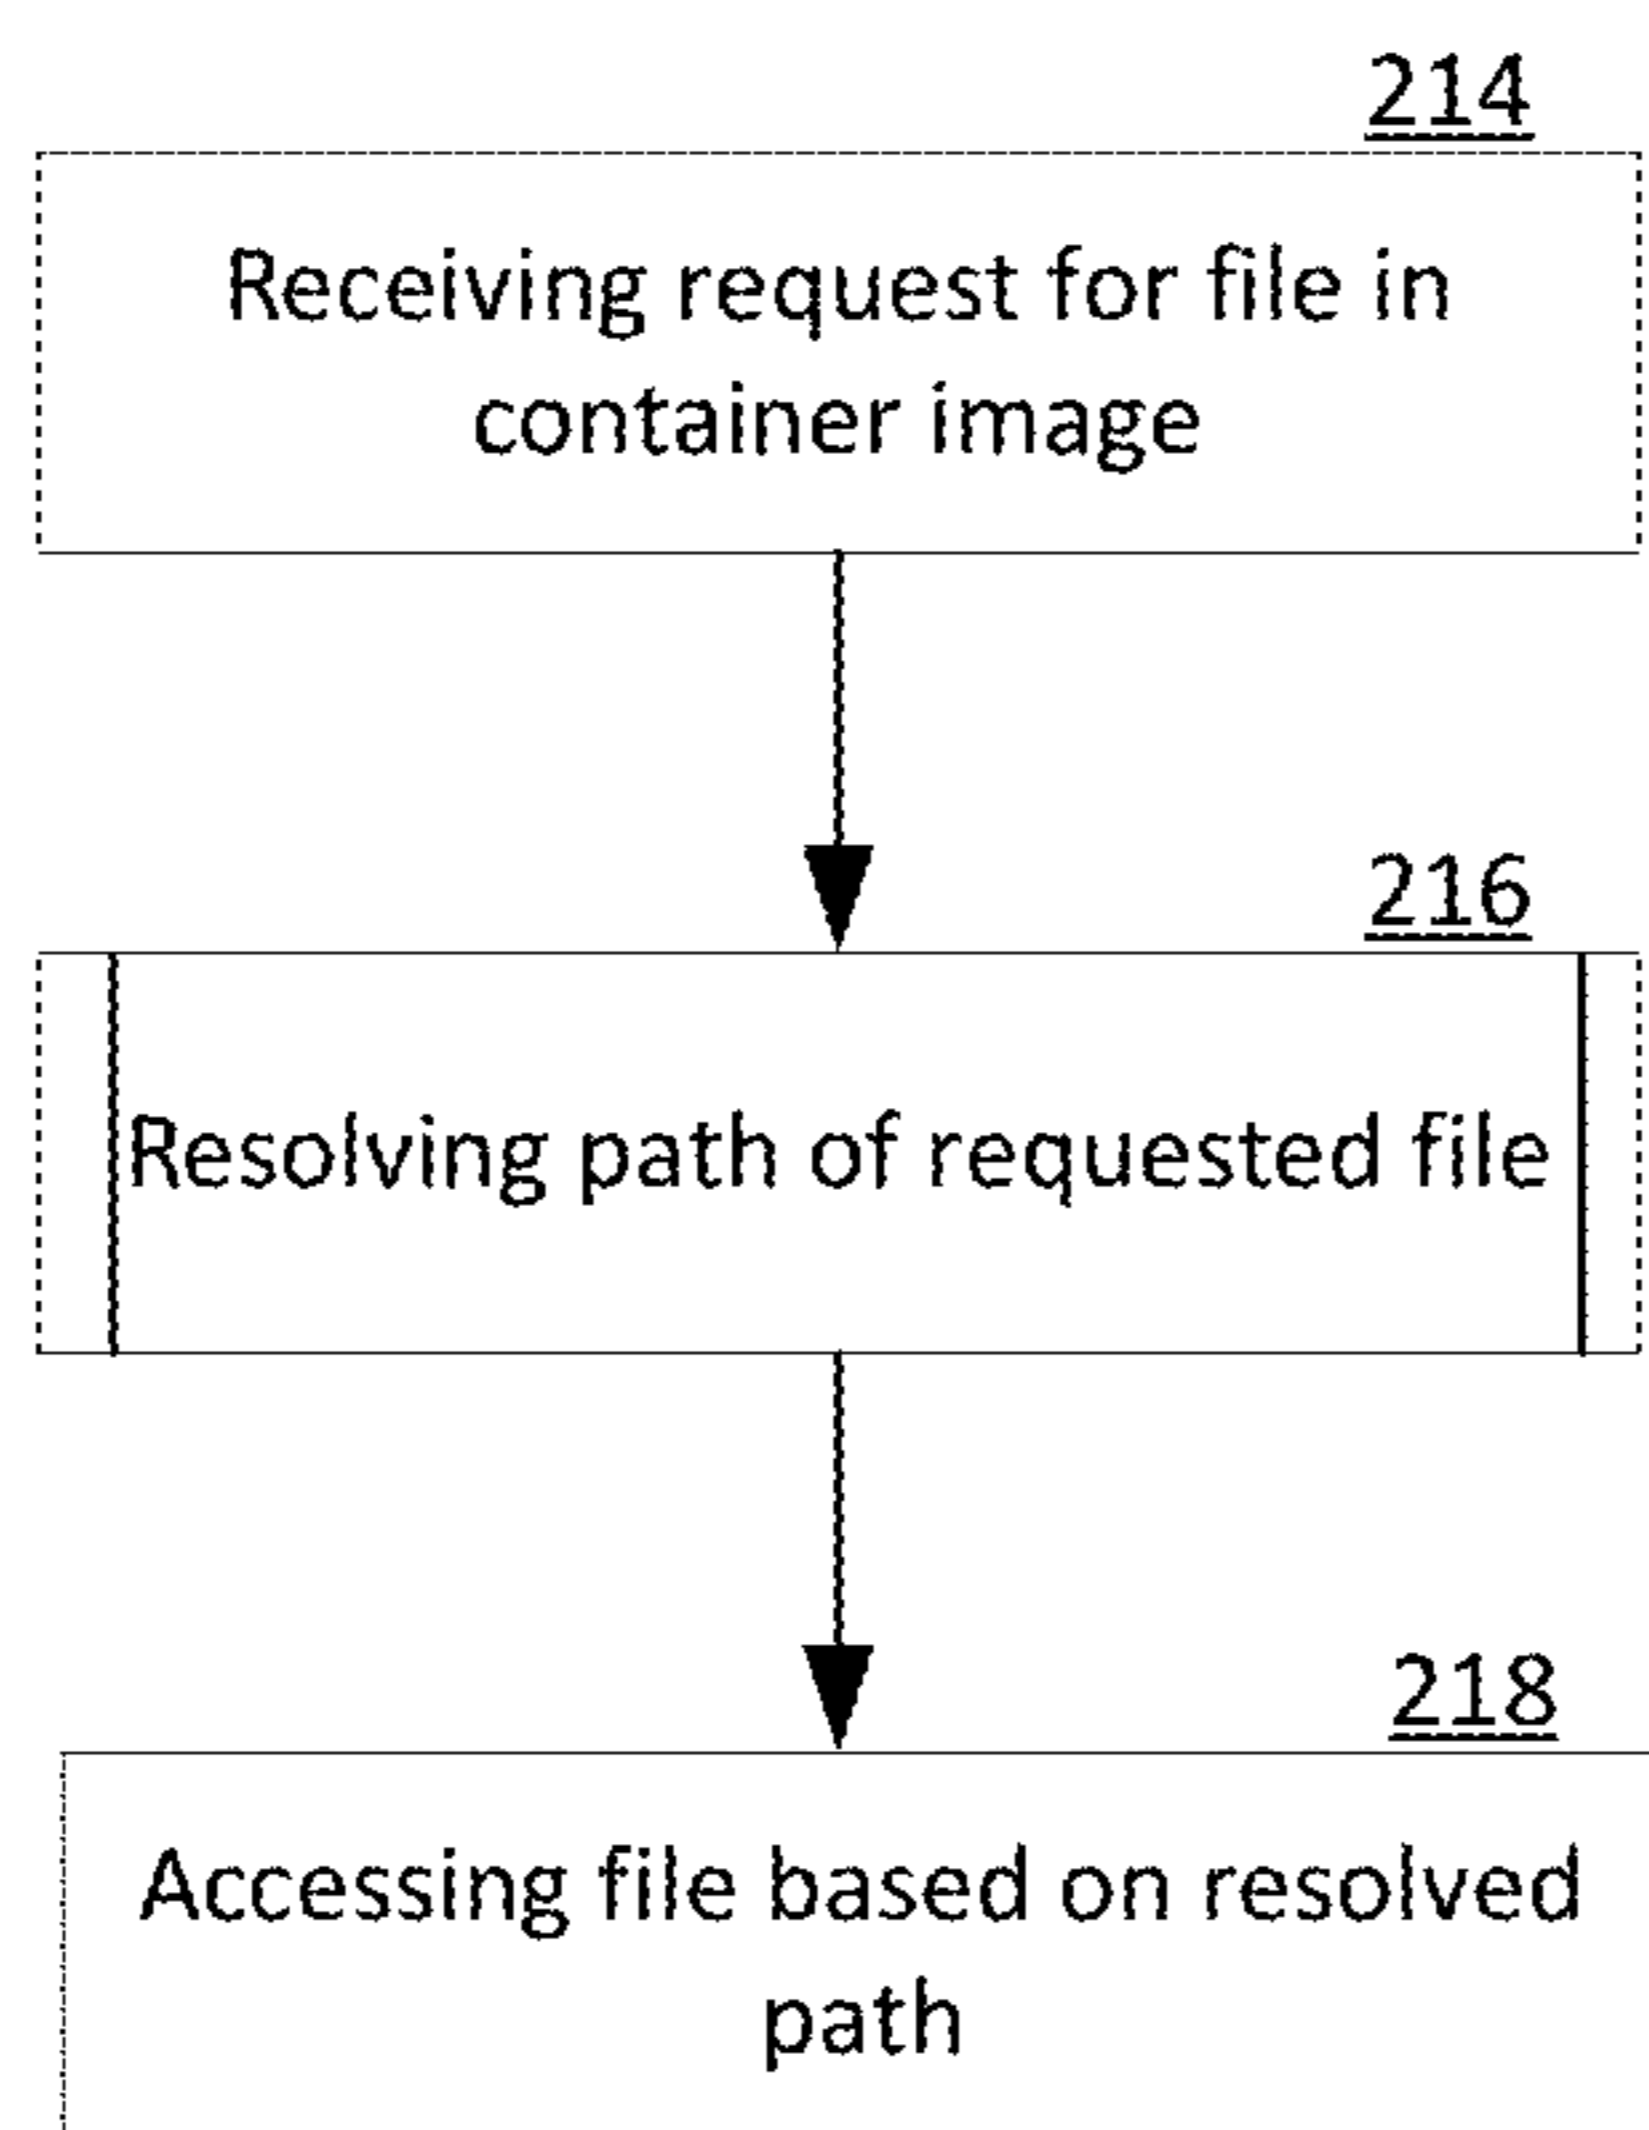 214
Receiving request for file in
container image
216
Resolving path of requested file
218
Accessing file based on resolved
path